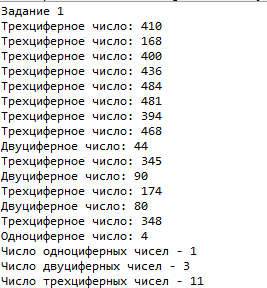 Задание 1
Трехциферное число: 410
Трехциферное число: 168
Трехциферное число: 400
Трехциферное число: 436
Трехциферное число: 484
Трехциферное число: 481
Трехциферное число: 394
Трехциферное число: 468
Двуциферное число: 44
Трехциферное число: 345
Двуциферное число: 90
Трехциферное число: 174
Двуциферное число: 80
Трехциферное число: 348
Одноциферное число: 4
Число одноциферных чисел - 1
Число двуциферных чисел - 3
Число трехциферных чисел - 11